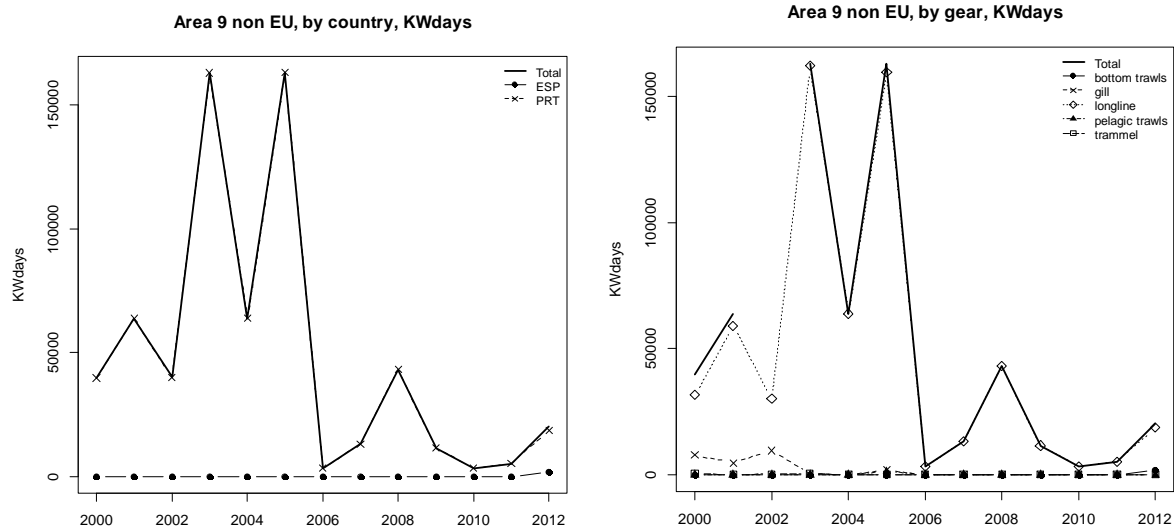 Area 9 non EU, by country, KWdays
Total
ESP
PRT
KWdays
0
50000
100000
150000
2000
2002
2004
2006
2008
2010
2012
Area 9 non EU, by gear, KWdays
Total
bottom trawls
gill
longline
pelagic trawls
trammel
KWdays
0
50000
100000
150000
2000
2002
2004
2006
2008
2010
2012